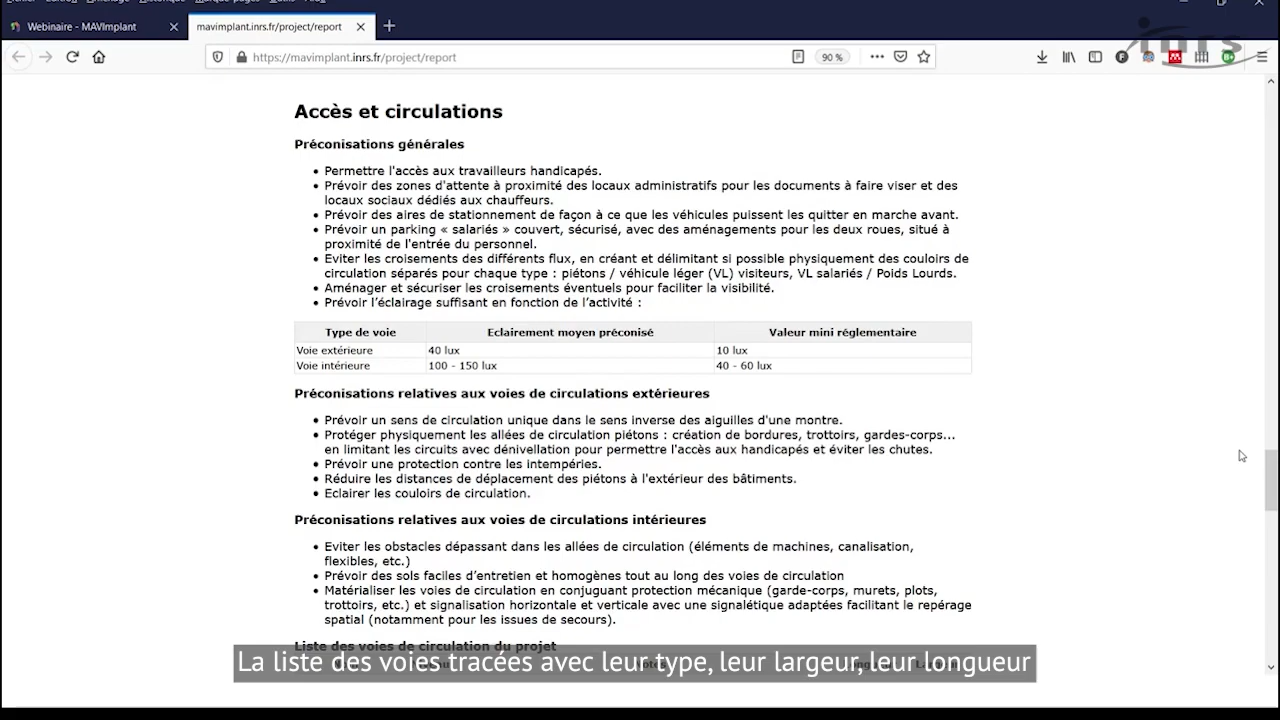 Webinaire - MAVImplant
mavimplant.inrs.fr/project/report
https://mavimplant.inrs.fr/project/report
90 %
inrs
Accès et circulations
Préconisations générales
• Permettre l'accès aux travailleurs handicapés.
• Prévoir des zones d'attente à proximité des locaux administratifs pour les documents à faire viser et des
locaux sociaux dédiés aux chauffeurs.
• Prévoir des aires de stationnement de façon à ce que les véhicules puissent les quitter en marche avant.
• Prévoir un parking « salariés » couvert, sécurisé, avec des aménagements pour les deux roues, situé à
proximité de l'entrée du personnel.
• Eviter les croisements des différents flux, en créant et délimitant si possible physiquement des couloirs de
circulation séparés pour chaque type : piétons / véhicule léger (VL) visiteurs, VL salariés / Poids Lourds.
• Aménager et sécuriser les croisements éventuels pour faciliter la visibilité.
• Prévoir l’éclairage suffisant en fonction de l’activité :
Type de voie Eclairement moyen préconisé Valeur mini réglementaire
Voie extérieure 40 lux 10 lux
Voie intérieure 100 - 150 lux 40 - 60 lux
Préconisations relatives aux voies de circulations extérieures
• Prévoir un sens de circulation unique dans le sens inverse des aiguilles d'une montre.
• Protéger physiquement les allées de circulation piétons : création de bordures, trottoirs, gardes-corps...
en limitant les circuits avec dénivellation pour permettre l'accès aux handicapés et éviter les chutes.
• Prévoir une protection contre les intempéries.
• Réduire les distances de déplacement des piétons à l'extérieur des bâtiments.
• Eclairer les couloirs de circulation.
Préconisations relatives aux voies de circulations intérieures
• Eviter les obstacles dépassant dans les allées de circulation (éléments de machines, canalisation,
flexibles, etc.)
• Prévoir des sols faciles d’entretien et homogènes tout au long des voies de circulation
• Matérialiser les voies de circulation en conjuguant protection mécanique (garde-corps, murets, plots,
trottoirs, etc.) et signalisation horizontale et verticale avec une signalétique adaptées facilitant le repérage
spatial (notamment pour les issues de secours).
Liste des voies de circulation du projet
La liste des voies tracées avec leur type, leur largeur, leur longueur